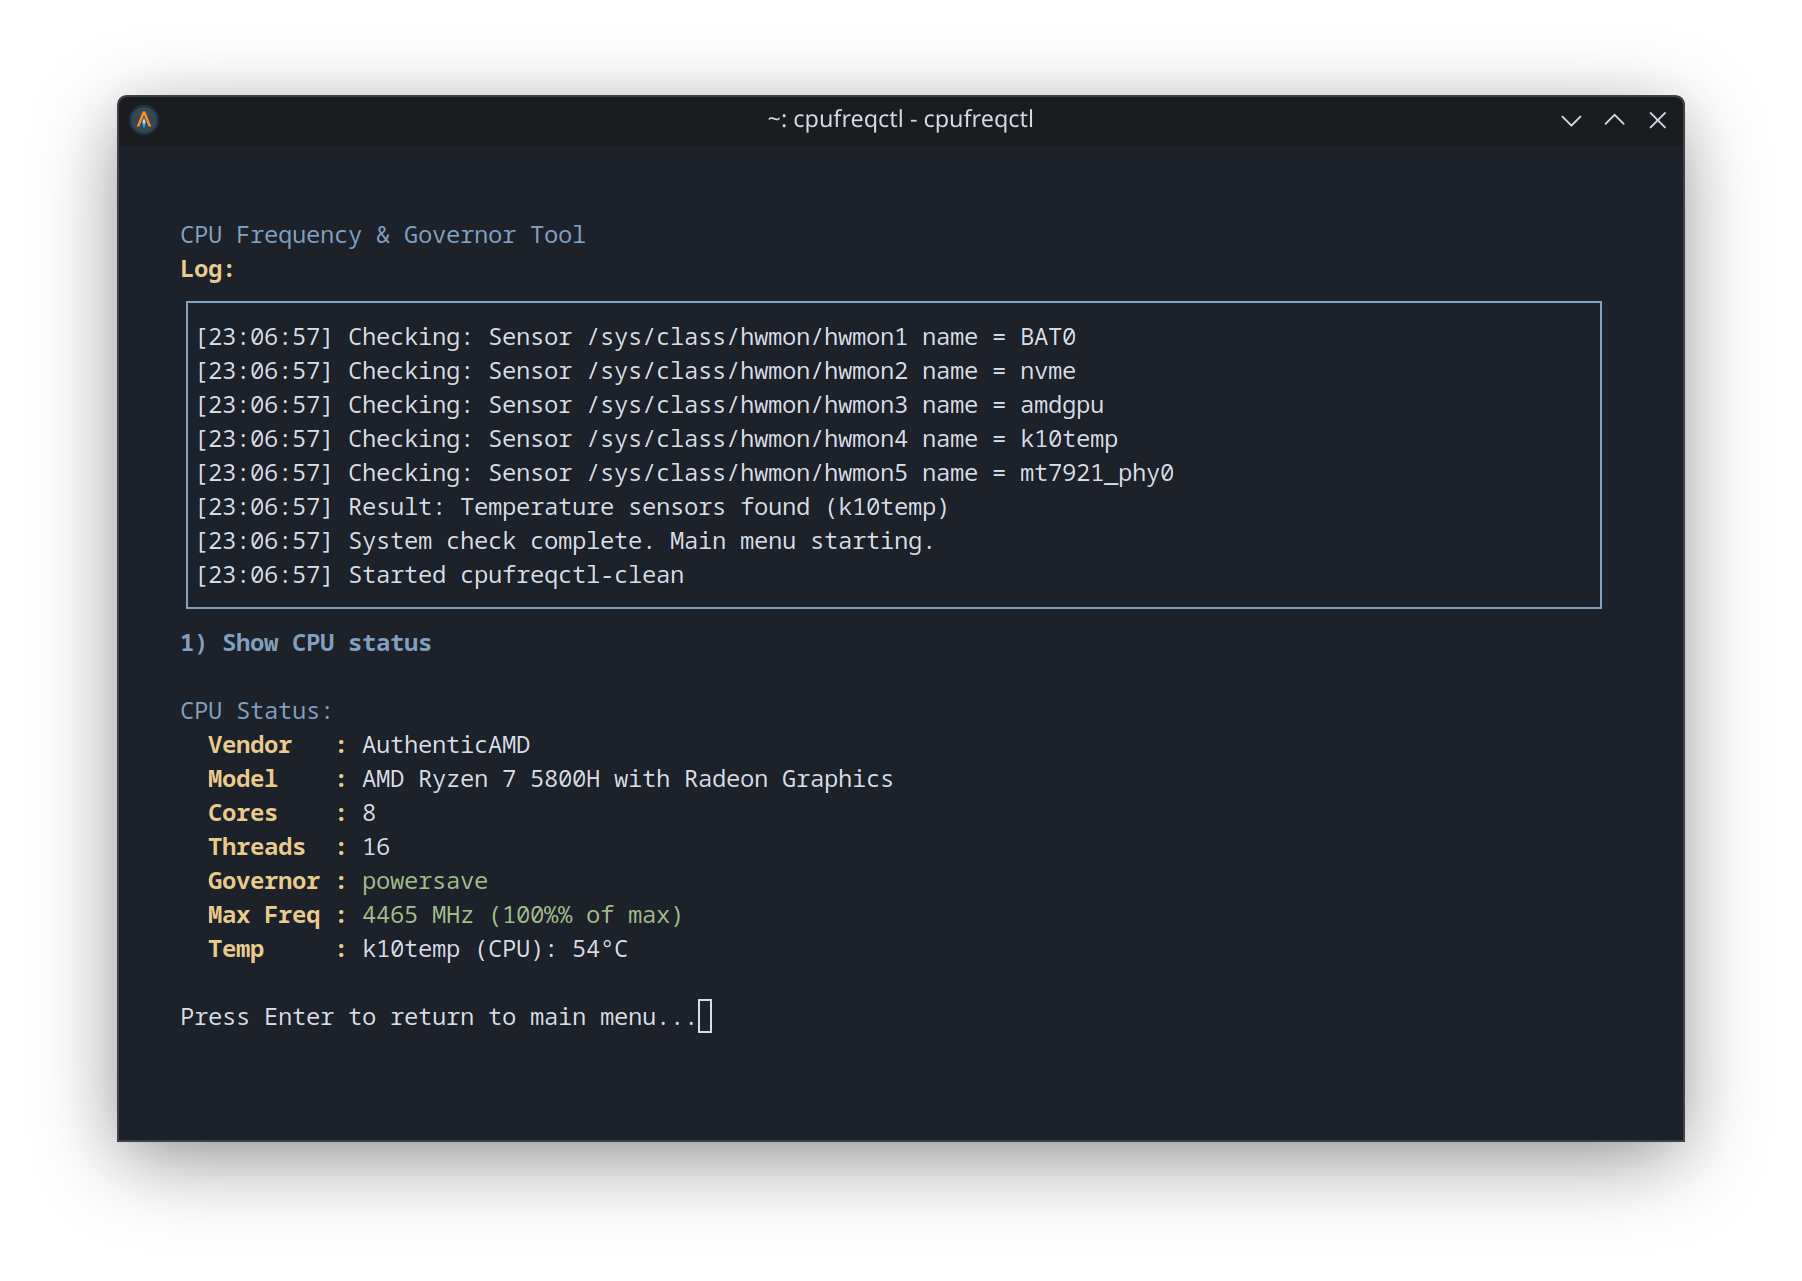 ~: cpufreqctl - cpufreqctl
CPU Frequency & Governor Tool
Log:
[23:06:57] Checking: Sensor /sys/class/hwmon/hwmon1 name = BAT0
[23:06:57] Checking: Sensor /sys/class/hwmon/hwmon2 name = nvme
[23:06:57] Checking: Sensor /sys/class/hwmon/hwmon3 name = amdgpu
[23:06:57] Checking: Sensor /sys/class/hwmon/hwmon4 name = k10temp
[23:06:57] Checking: Sensor /sys/class/hwmon/hwmon5 name = mt7921_phy0
[23:06:57] Result: Temperature sensors found (k10temp)
[23:06:57] System check complete. Main menu starting.
[23:06:57] Started cpufreqctl-clean
1) Show CPU status
CPU Status:
Vendor   : AuthenticAMD
Model    : AMD Ryzen 7 5800H with Radeon Graphics
Cores    : 8
Threads  : 16
Governor : powersave
Max Freq : 4465 MHz (100%% of max)
Temp     : k10temp (CPU): 54°C
Press Enter to return to main menu...